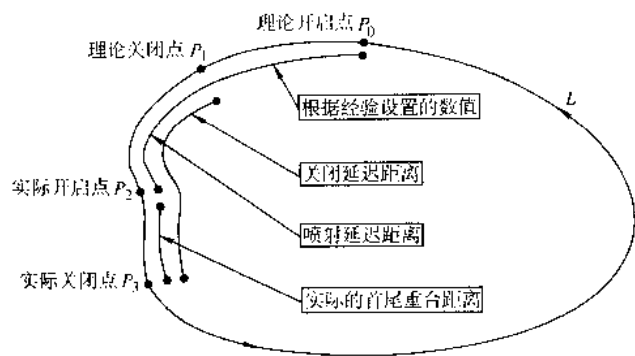 理论开启点 P0
理论关闭点 P1
L
根据经验设置的数值
关闭延迟距离
实际开启点 P2
喷射延迟距离
实际关闭点 P3
实际的首尾重台距离